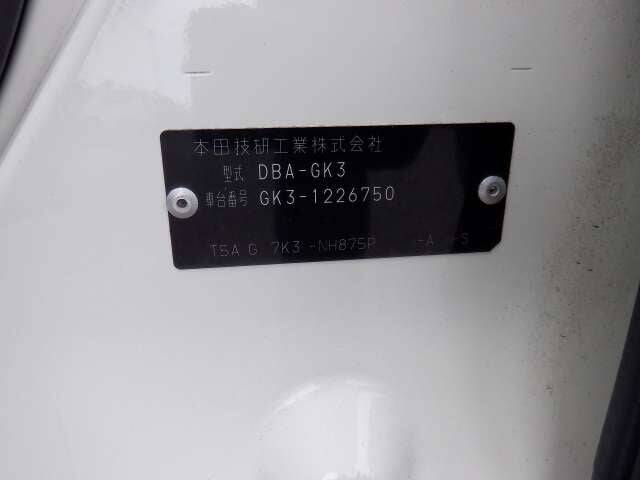 本田技研工業株式会社
型式 DBA-GK3
車台番号 GK3-1226750
T5A G 7K3 -NH875P -A -S